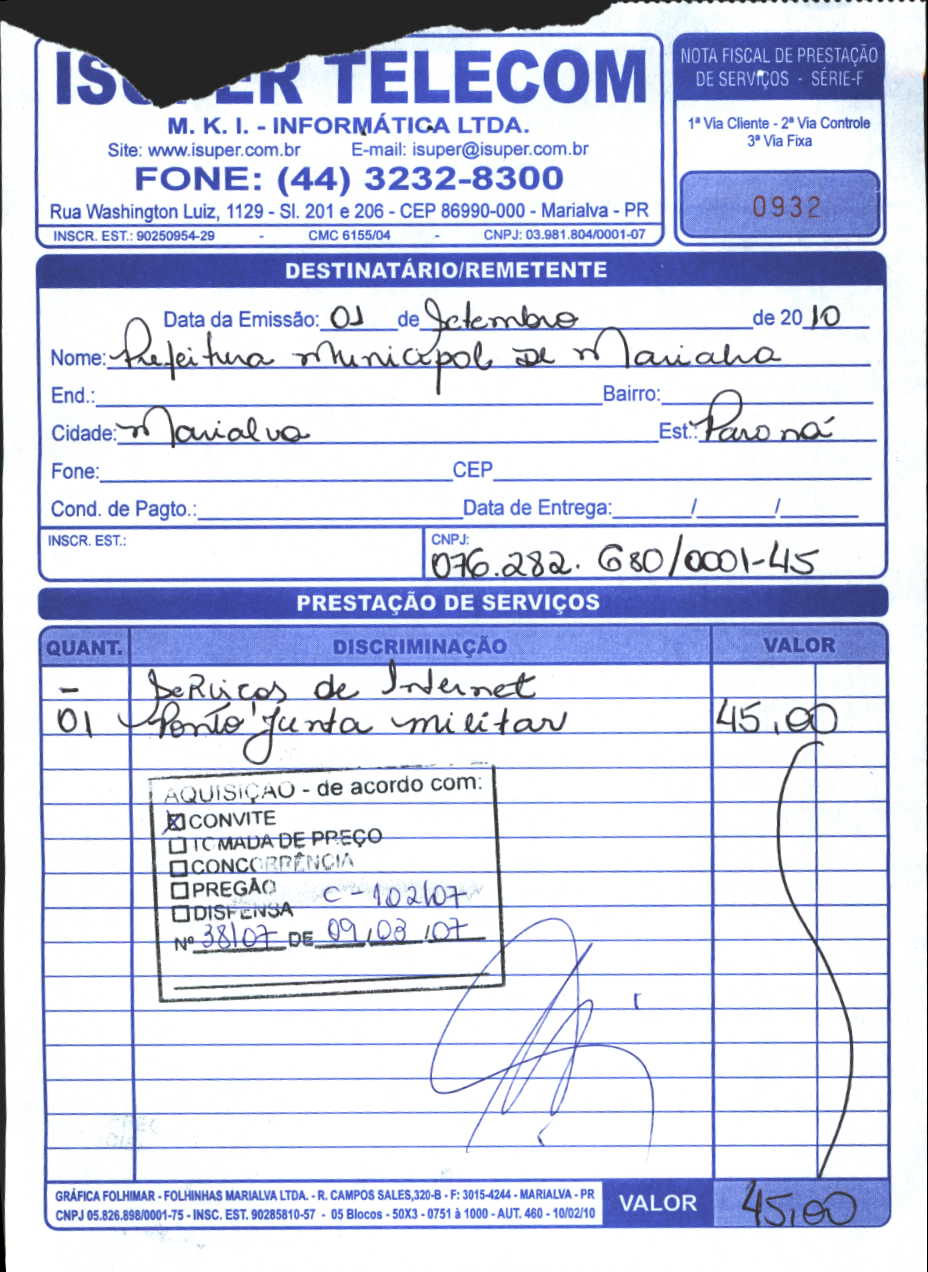 ISUPER TELECOM
M. K. I. - INFORMÁTICA LTDA.
Site: www.isuper.com.br E-mail: isuper@isuper.com.br
FONE: (44) 3232-8300
Rua Washington Luiz, 1129 - Sl. 201 e 206 - CEP 86990-000 - Marialva - PR
INSCR. EST.: 90250954-29 - CMC 6155/04 - CNPJ: 03.981.804/0001-07
NOTA FISCAL DE PRESTAÇÃO
DE SERVIÇOS - SÉRIE-F
1ª Via Cliente - 2ª Via Controle
3ª Via Fixa
0932
DESTINATÁRIO/REMETENTE
Data da Emissão: 01 de Setembro de 2010
Nome: Prefeitura Municipal de Marialva
End.: Bairro:
Cidade: Marialva Est.: Paraná
Fone: CEP
Cond. de Pagto.: Data de Entrega: / /
INSCR. EST.: CNPJ:
076.282.680/0001-45
PRESTAÇÃO DE SERVIÇOS
QUANT. DISCRIMINAÇÃO VALOR
- Serviços de Internet
01 Ponto Junta militar 45,00
AQUISIÇÃO - de acordo com:
CONVITE
TOMADA DE PREÇO
CONCORRÊNCIA
PREGÃO C-102/07
DISPENSA
Nº 38/07 DE 09/03/07
GRÁFICA FOLHIMAR - FOLHINHAS MARIALVA LTDA. - R. CAMPOS SALES,320-B - F: 3015-4244 - MARIALVA - PR
CNPJ 05.826.898/0001-75 - INSC. EST. 90285810-57 - 05 Blocos - 50X3 - 0751 à 1000 - AUT. 460 - 10/02/10
VALOR 45,00